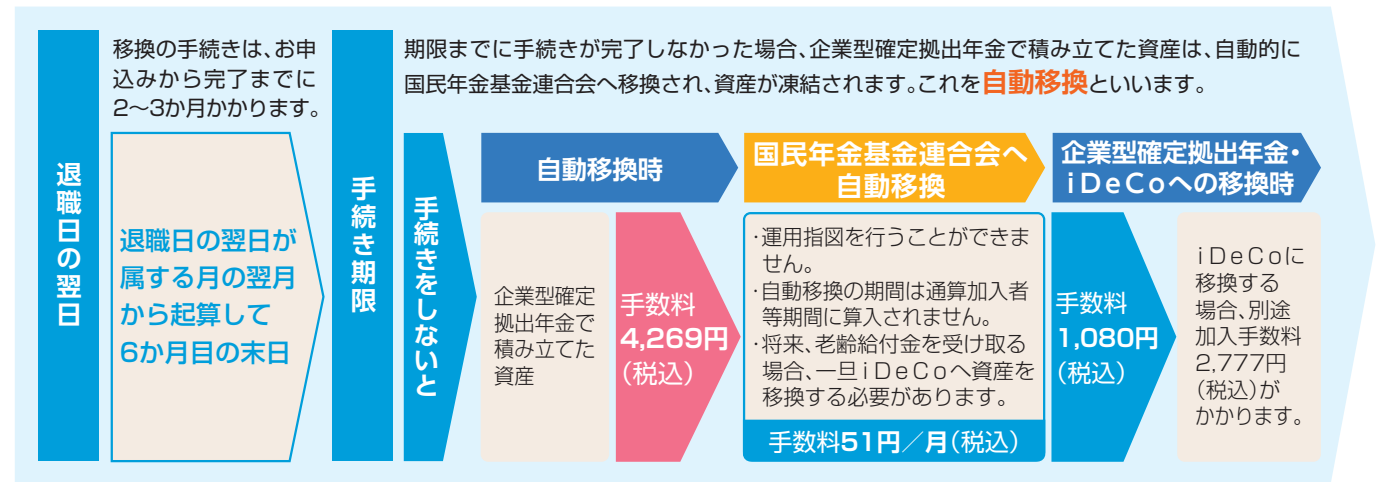 退職日の翌日
移換の手続きは、お申
込みから完了までに
2～3か月かかります。
退職日の翌日が
属する月の翌月
から起算して
6か月目の末日
手続き期限
期限までに手続きが完了しなかった場合、企業型確定拠出年金で積み立てた資産は、自動的に
国民年金基金連合会へ移換され、資産が凍結されます。これを自動移換といいます。
手続きをしないと
自動移換時
企業型確定
拠出年金で
積み立てた
資産
手数料
4,269円
（税込）
国民年金基金連合会へ
自動移換
・運用指図を行うことができま
せん。
・自動移換の期間は通算加入者
等期間に算入されません。
・将来、老齢給付金を受け取る
場合、一旦iDeCoへ資産を
移換する必要があります。
手数料51円／月（税込）
企業型確定拠出年金・
iDeCoへの移換時
手数料
1,080円
（税込）
iDeCoに
移換する
場合、別途
加入手数料
2,777円
（税込）が
かかります。